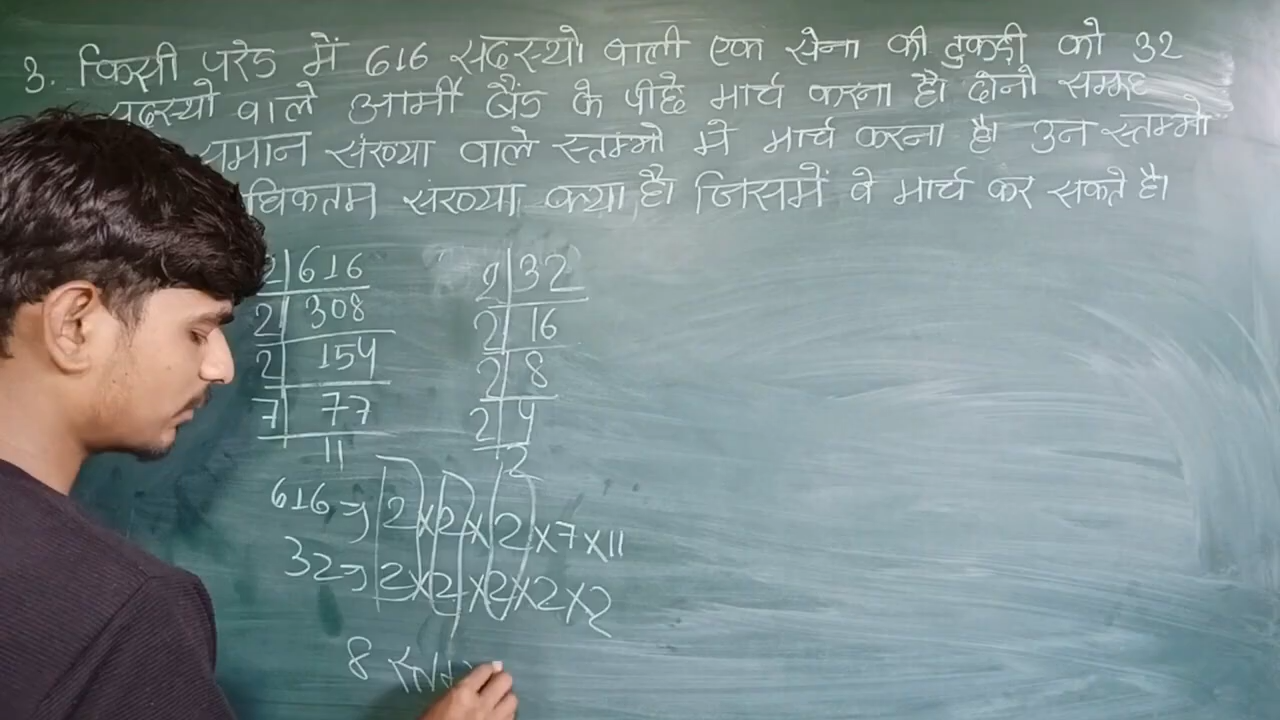 3. किसी परेड में 616 सदस्यो वाली एक सेना की टुकड़ी को 32
सदस्यो वाले आर्मी बैंड के पीछे मार्च करना है। दोनो समूह
समान संख्या वाले स्तम्भो में मार्च करना है। उन स्तम्भो
धिकतम संख्या क्या है। जिसमें वे मार्च कर सकते है।
2 616 2 32
2 308 2 16
2 154 2 8
7 77 2 4
11 2
616 => 2×2×2×7×11
32 => 2×2×2×2×2
8 स्तम्